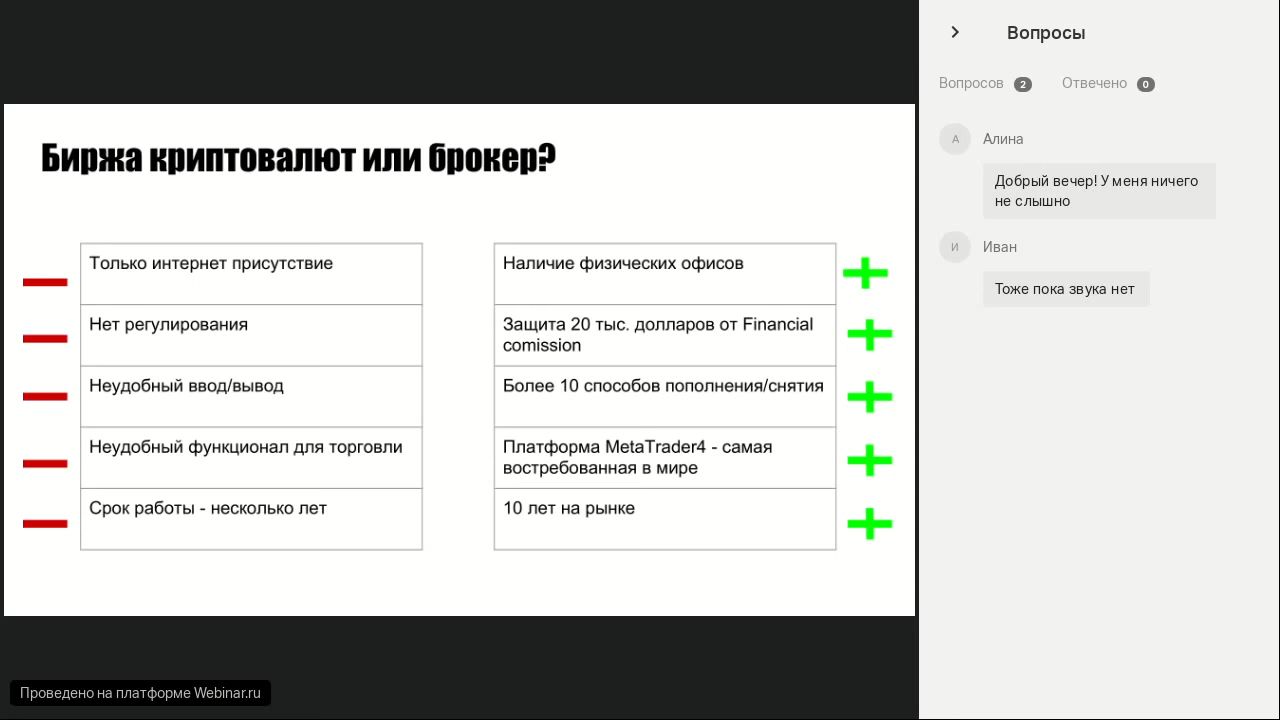 Биржа криптовалют или брокер?
Только интернет присутствие
Нет регулирования
Неудобный ввод/вывод
Неудобный функционал для торговли
Срок работы - несколько лет
Наличие физических офисов
Защита 20 тыс. долларов от Financial
comission
Более 10 способов пополнения/снятия
Платформа MetaTrader4 - самая
востребованная в мире
10 лет на рынке
Проведено на платформе Webinar.ru
Вопросы
Вопросов 2 Отвечено 0
А Алина
Добрый вечер! У меня ничего
не слышно
И Иван
Тоже пока звука нет